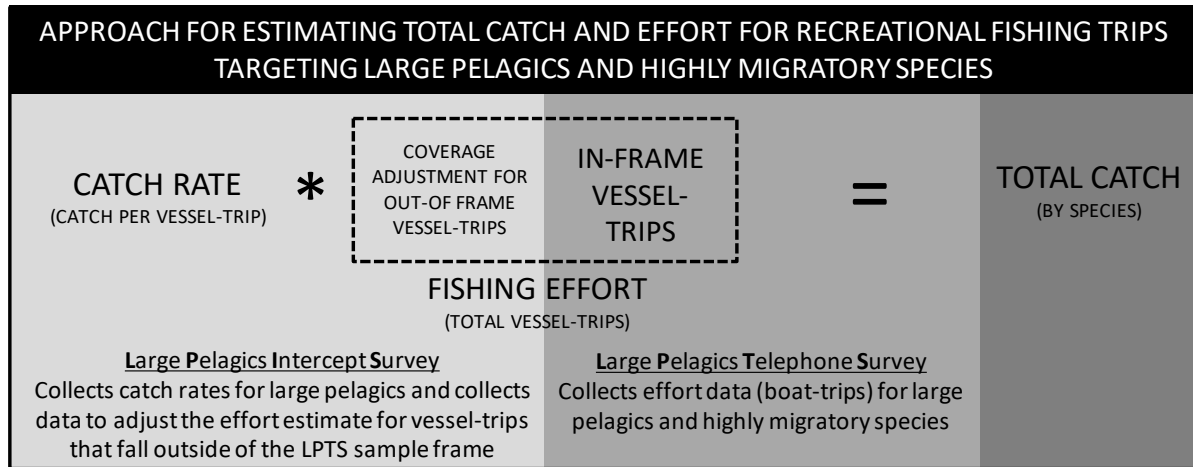 APPROACH FOR ESTIMATING TOTAL CATCH AND EFFORT FOR RECREATIONAL FISHING TRIPS
TARGETING LARGE PELAGICS AND HIGHLY MIGRATORY SPECIES
CATCH RATE
(CATCH PER VESSEL-TRIP)
*
COVERAGE
ADJUSTMENT FOR
OUT-OF FRAME
VESSEL-TRIPS
IN-FRAME
VESSEL-
TRIPS
=
TOTAL CATCH
(BY SPECIES)
FISHING EFFORT
(TOTAL VESSEL-TRIPS)
Large Pelagics Intercept Survey
Collects catch rates for large pelagics and collects
data to adjust the effort estimate for vessel-trips
that fall outside of the LPTS sample frame
Large Pelagics Telephone Survey
Collects effort data (boat-trips) for large
pelagics and highly migratory species